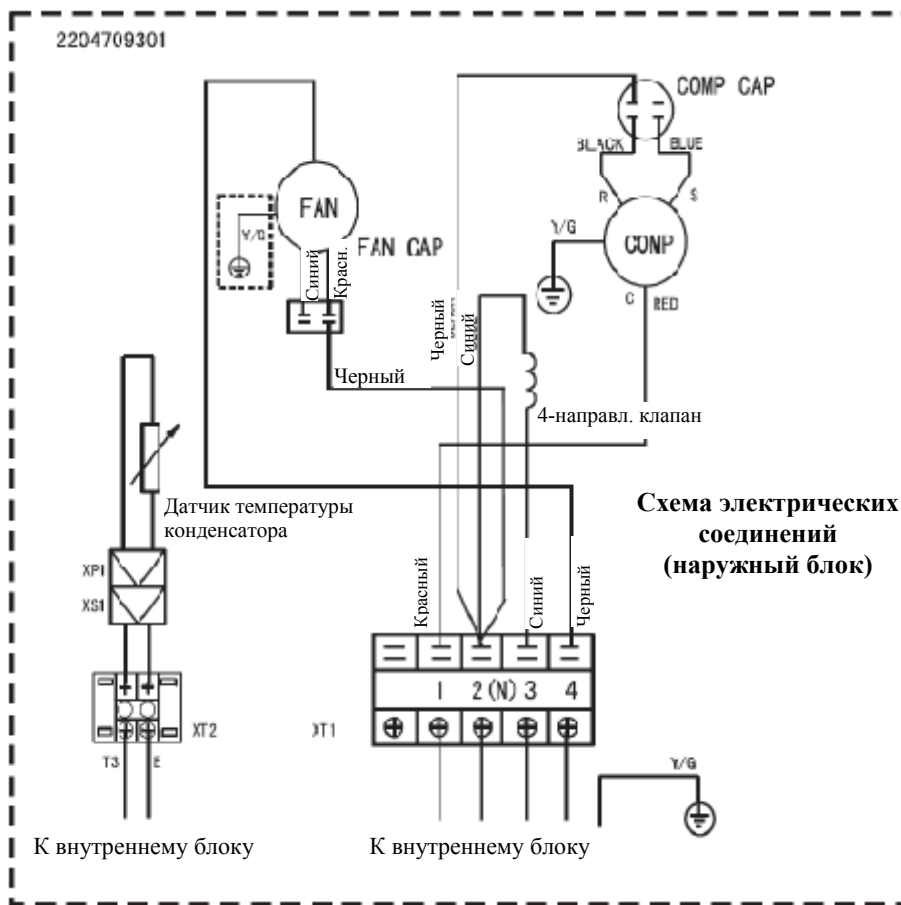 2204709301
COMP CAP
BLACK
BLUE
R
S
FAN
Y/G
FAN CAP
Y/G
CONP
Синий
Красн.
C
RED
Черный
Синий
Черный
4-направл. клапан
Датчик температуры
конденсатора
Схема электрических
соединений
(наружный блок)
XP1
XS1
Красный
Синий
Черный
1 2(N) 3 4
XT2
XT1
T3
E
Y/G
К внутреннему блоку
К внутреннему блоку